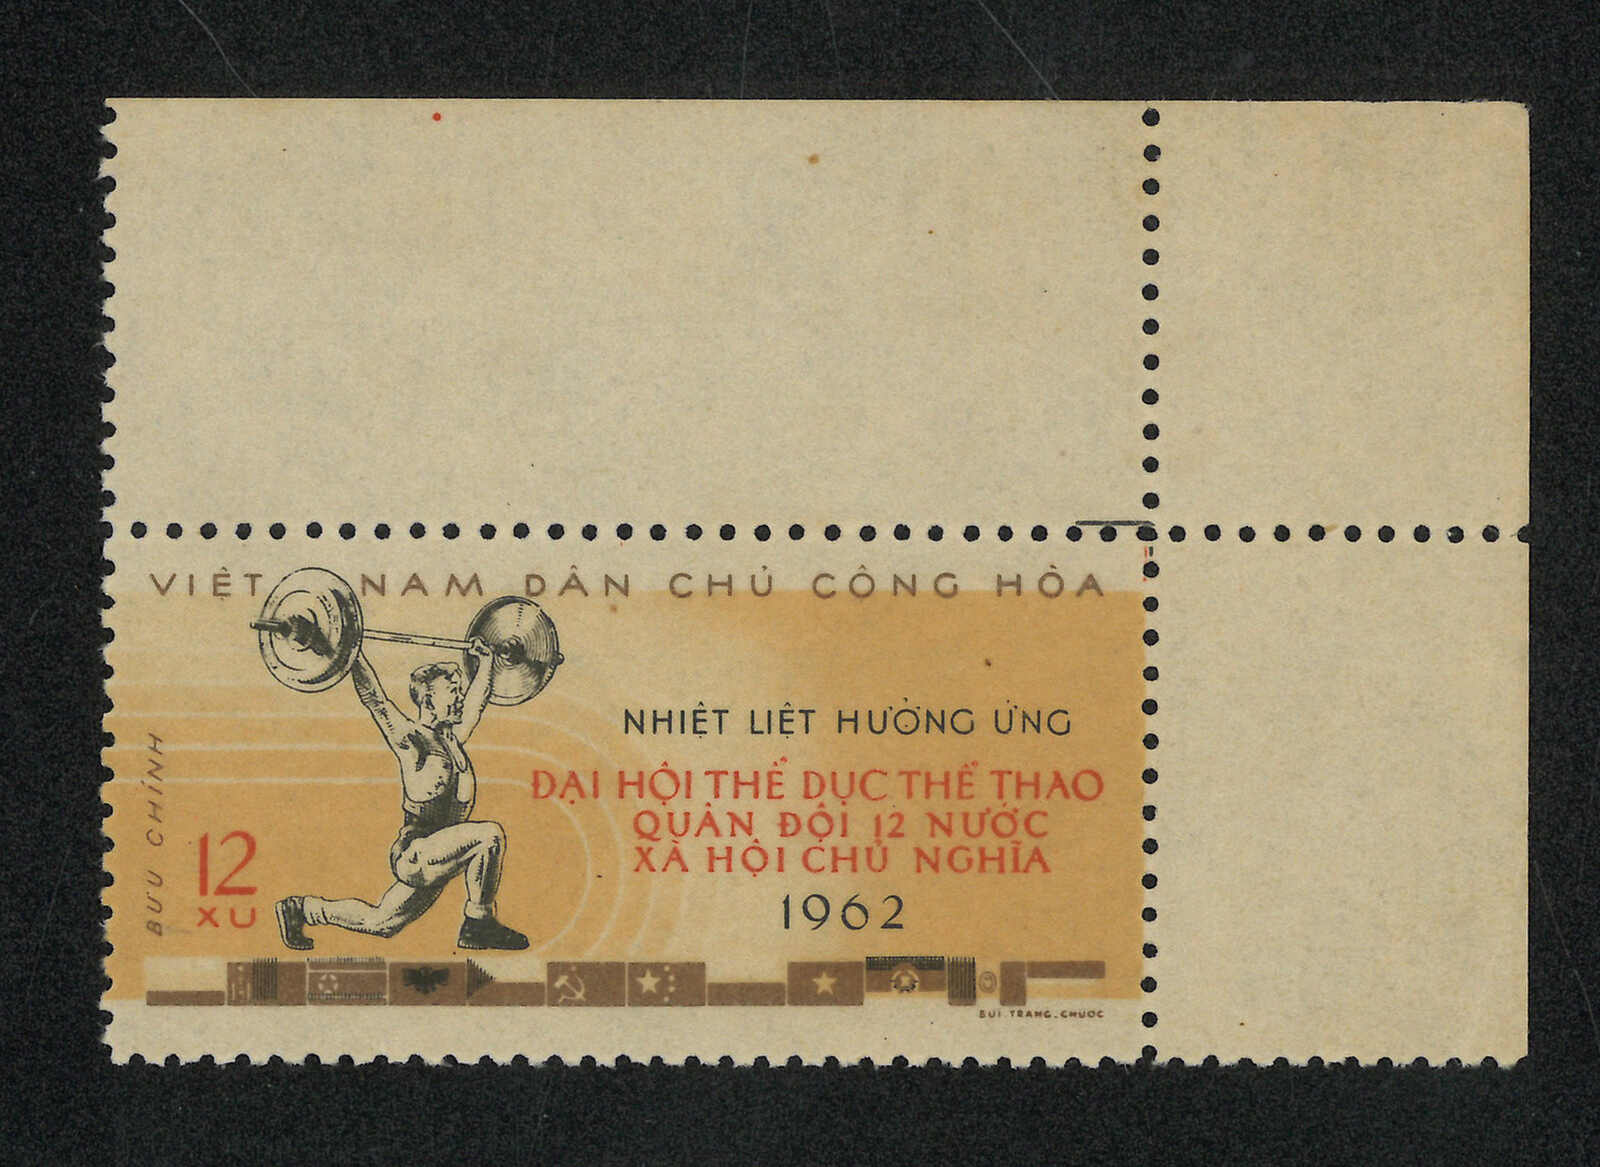 VIỆT NAM DÂN CHỦ CỘNG HÒA
NHIỆT LIỆT HƯỞNG ỨNG
ĐẠI HỘI THỂ DỤC THỂ THAO
QUÂN ĐỘI 12 NƯỚC
XÃ HỘI CHỦ NGHĨA
1962
BƯU CHÍNH
12
XU
BÙI TRANG.CHUOC